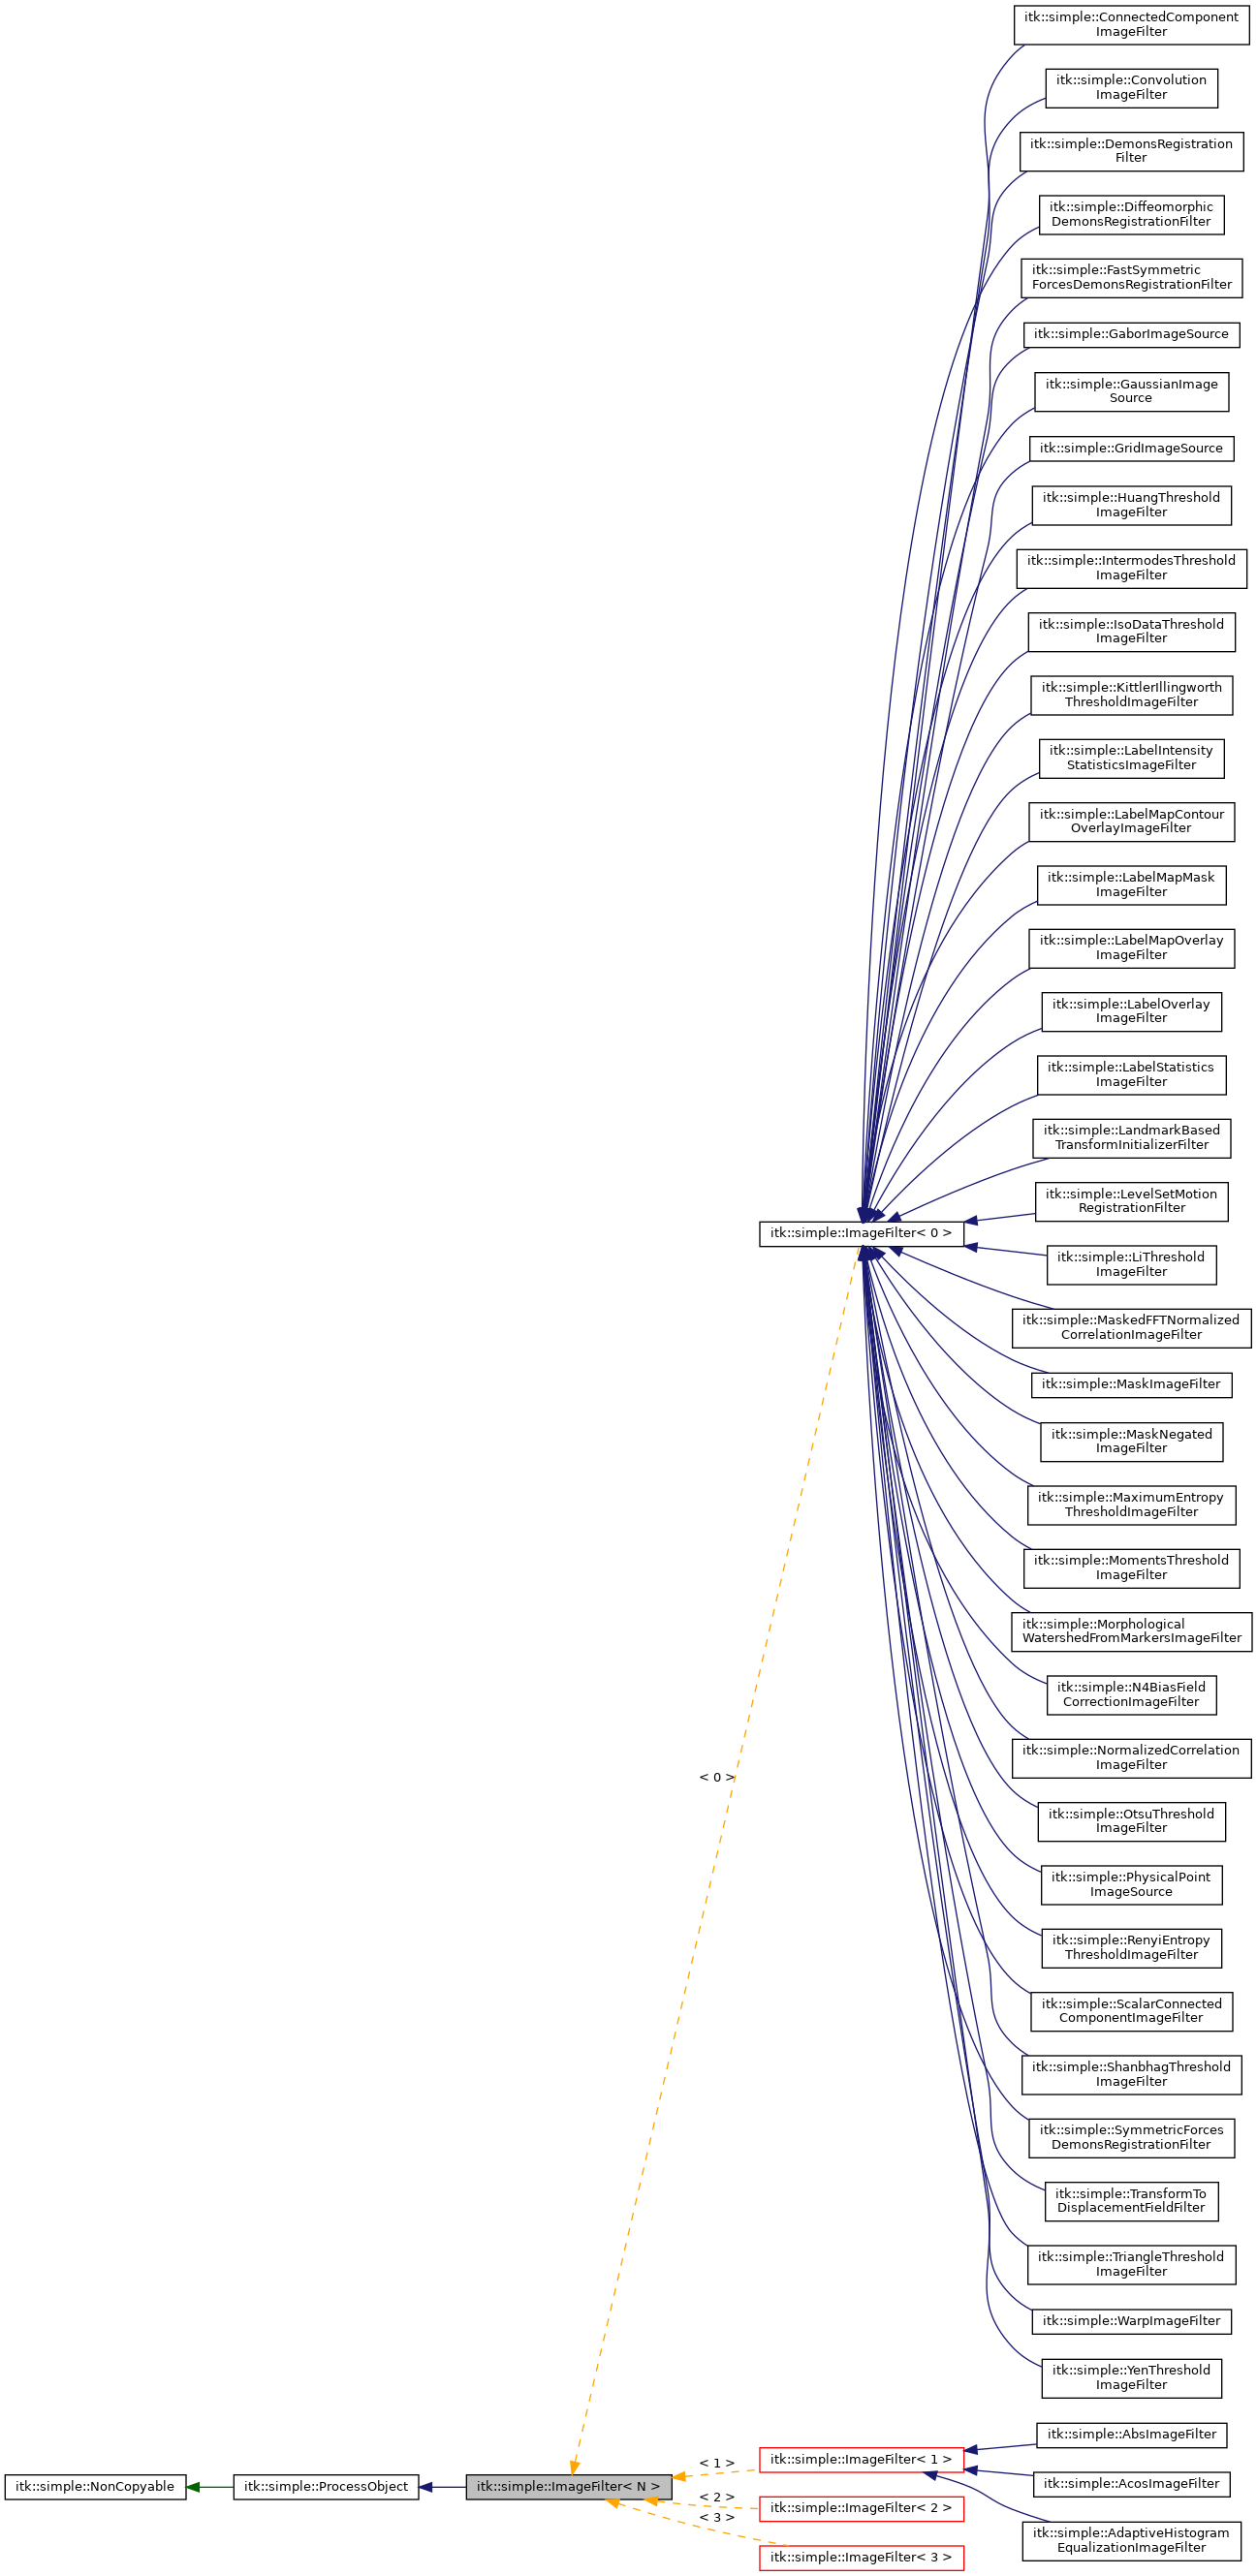 itk::simple::ConnectedComponent
ImageFilter
itk::simple::Convolution
ImageFilter
itk::simple::DemonsRegistration
Filter
itk::simple::Diffeomorphic
DemonsRegistrationFilter
itk::simple::FastSymmetric
ForcesDemonsRegistrationFilter
itk::simple::GaborImageSource
itk::simple::GaussianImage
Source
itk::simple::GridImageSource
itk::simple::HuangThreshold
ImageFilter
itk::simple::IntermodesThreshold
ImageFilter
itk::simple::IsoDataThreshold
ImageFilter
itk::simple::KittlerIllingworth
ThresholdImageFilter
itk::simple::LabelIntensity
StatisticsImageFilter
itk::simple::LabelMapContour
OverlayImageFilter
itk::simple::LabelMapMask
ImageFilter
itk::simple::LabelMapOverlay
ImageFilter
itk::simple::LabelOverlay
ImageFilter
itk::simple::LabelStatistics
ImageFilter
itk::simple::LandmarkBased
TransformInitializerFilter
itk::simple::LevelSetMotion
RegistrationFilter
itk::simple::ImageFilter< 0 >
itk::simple::LiThreshold
ImageFilter
itk::simple::MaskedFFTNormalized
CorrelationImageFilter
itk::simple::MaskImageFilter
itk::simple::MaskNegated
ImageFilter
itk::simple::MaximumEntropy
ThresholdImageFilter
itk::simple::MomentsThreshold
ImageFilter
itk::simple::Morphological
WatershedFromMarkersImageFilter
itk::simple::N4BiasField
CorrectionImageFilter
itk::simple::NormalizedCorrelation
ImageFilter
< 0 >
itk::simple::OtsuThreshold
ImageFilter
itk::simple::PhysicalPoint
ImageSource
itk::simple::RenyiEntropy
ThresholdImageFilter
itk::simple::ScalarConnected
ComponentImageFilter
itk::simple::ShanbhagThreshold
ImageFilter
itk::simple::SymmetricForces
DemonsRegistrationFilter
itk::simple::TransformTo
DisplacementFieldFilter
itk::simple::TriangleThreshold
ImageFilter
itk::simple::WarpImageFilter
itk::simple::YenThreshold
ImageFilter
itk::simple::AbsImageFilter
itk::simple::ImageFilter< 1 >
< 1 >
itk::simple::AcosImageFilter
itk::simple::NonCopyable
itk::simple::ProcessObject
itk::simple::ImageFilter< N >
< 2 >
itk::simple::ImageFilter< 2 >
< 3 >
itk::simple::AdaptiveHistogram
EqualizationImageFilter
itk::simple::ImageFilter< 3 >